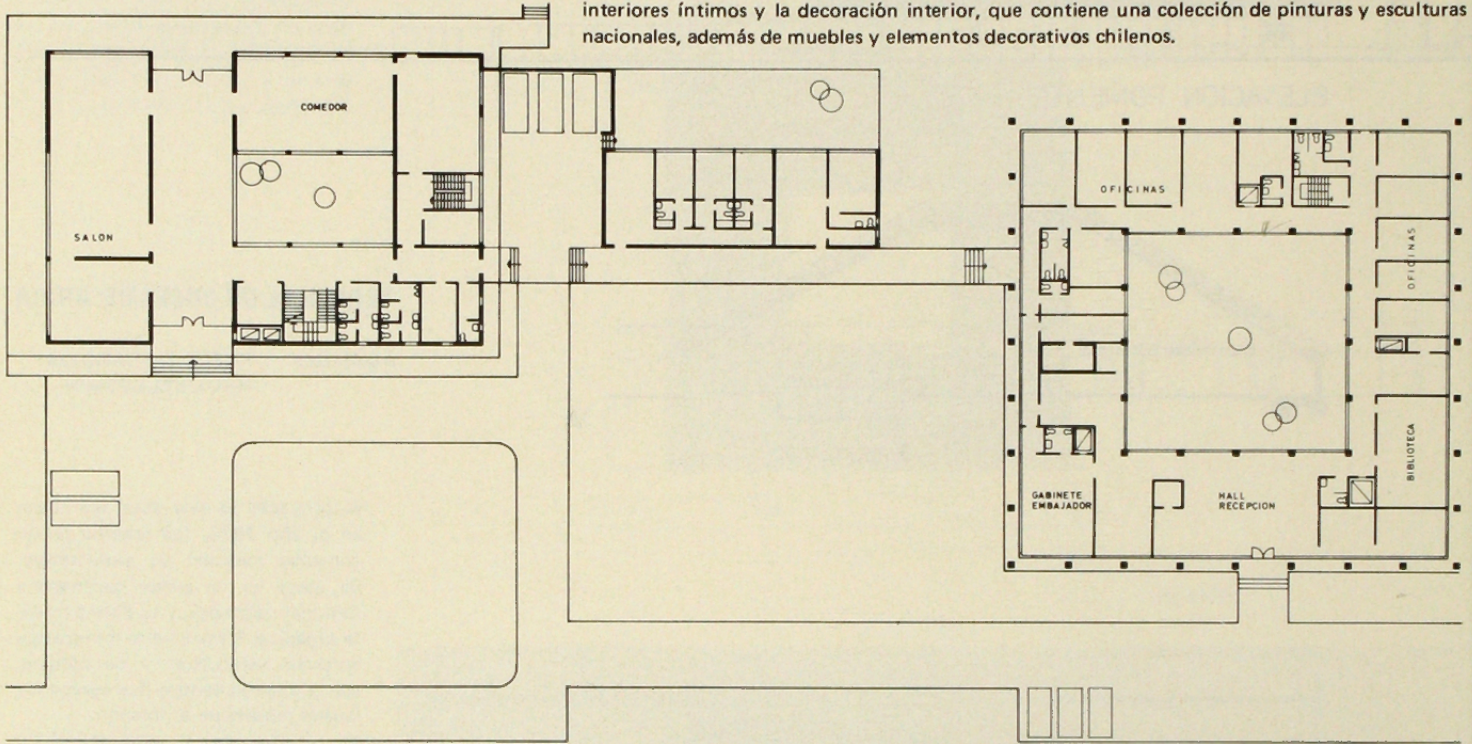 interiores íntimos y la decoración interior, que contiene una colección de pinturas y esculturas
nacionales, además de muebles y elementos decorativos chilenos.
COMEDOR
SALON
OFICINAS
OFICINAS
BIBLIOTECA
GABINETE
EMBAJADOR
HALL
RECEPCION